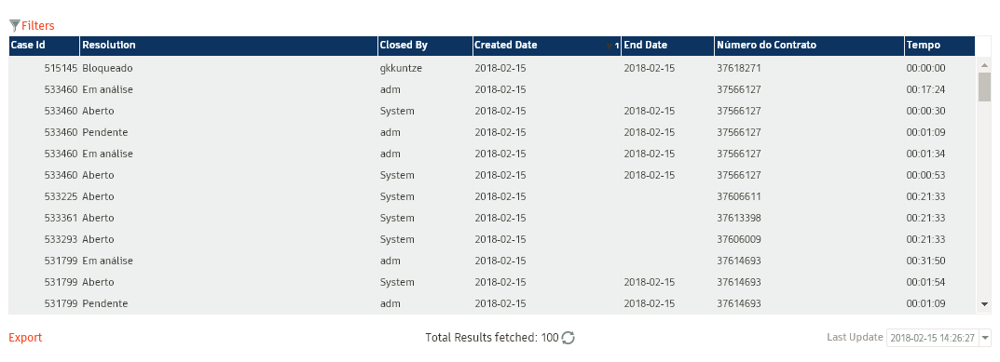 Filters
Case Id Resolution Closed By Created Date 1 End Date Número do Contrato Tempo
515145 Bloqueado gkkuntze 2018-02-15 2018-02-15 37618271 00:00:00
533460 Em análise adm 2018-02-15 37566127 00:17:24
533460 Aberto System 2018-02-15 2018-02-15 37566127 00:00:30
533460 Pendente adm 2018-02-15 2018-02-15 37566127 00:01:09
533460 Em análise adm 2018-02-15 2018-02-15 37566127 00:01:34
533460 Aberto System 2018-02-15 2018-02-15 37566127 00:00:53
533225 Aberto System 2018-02-15 37606611 00:21:33
533361 Aberto System 2018-02-15 37613398 00:21:33
533293 Aberto System 2018-02-15 37606009 00:21:33
531799 Em análise adm 2018-02-15 37614693 00:31:50
531799 Aberto System 2018-02-15 2018-02-15 37614693 00:01:54
531799 Pendente adm 2018-02-15 2018-02-15 37614693 00:01:09
Export Total Results fetched: 100 Last Update 2018-02-15 14:26:27